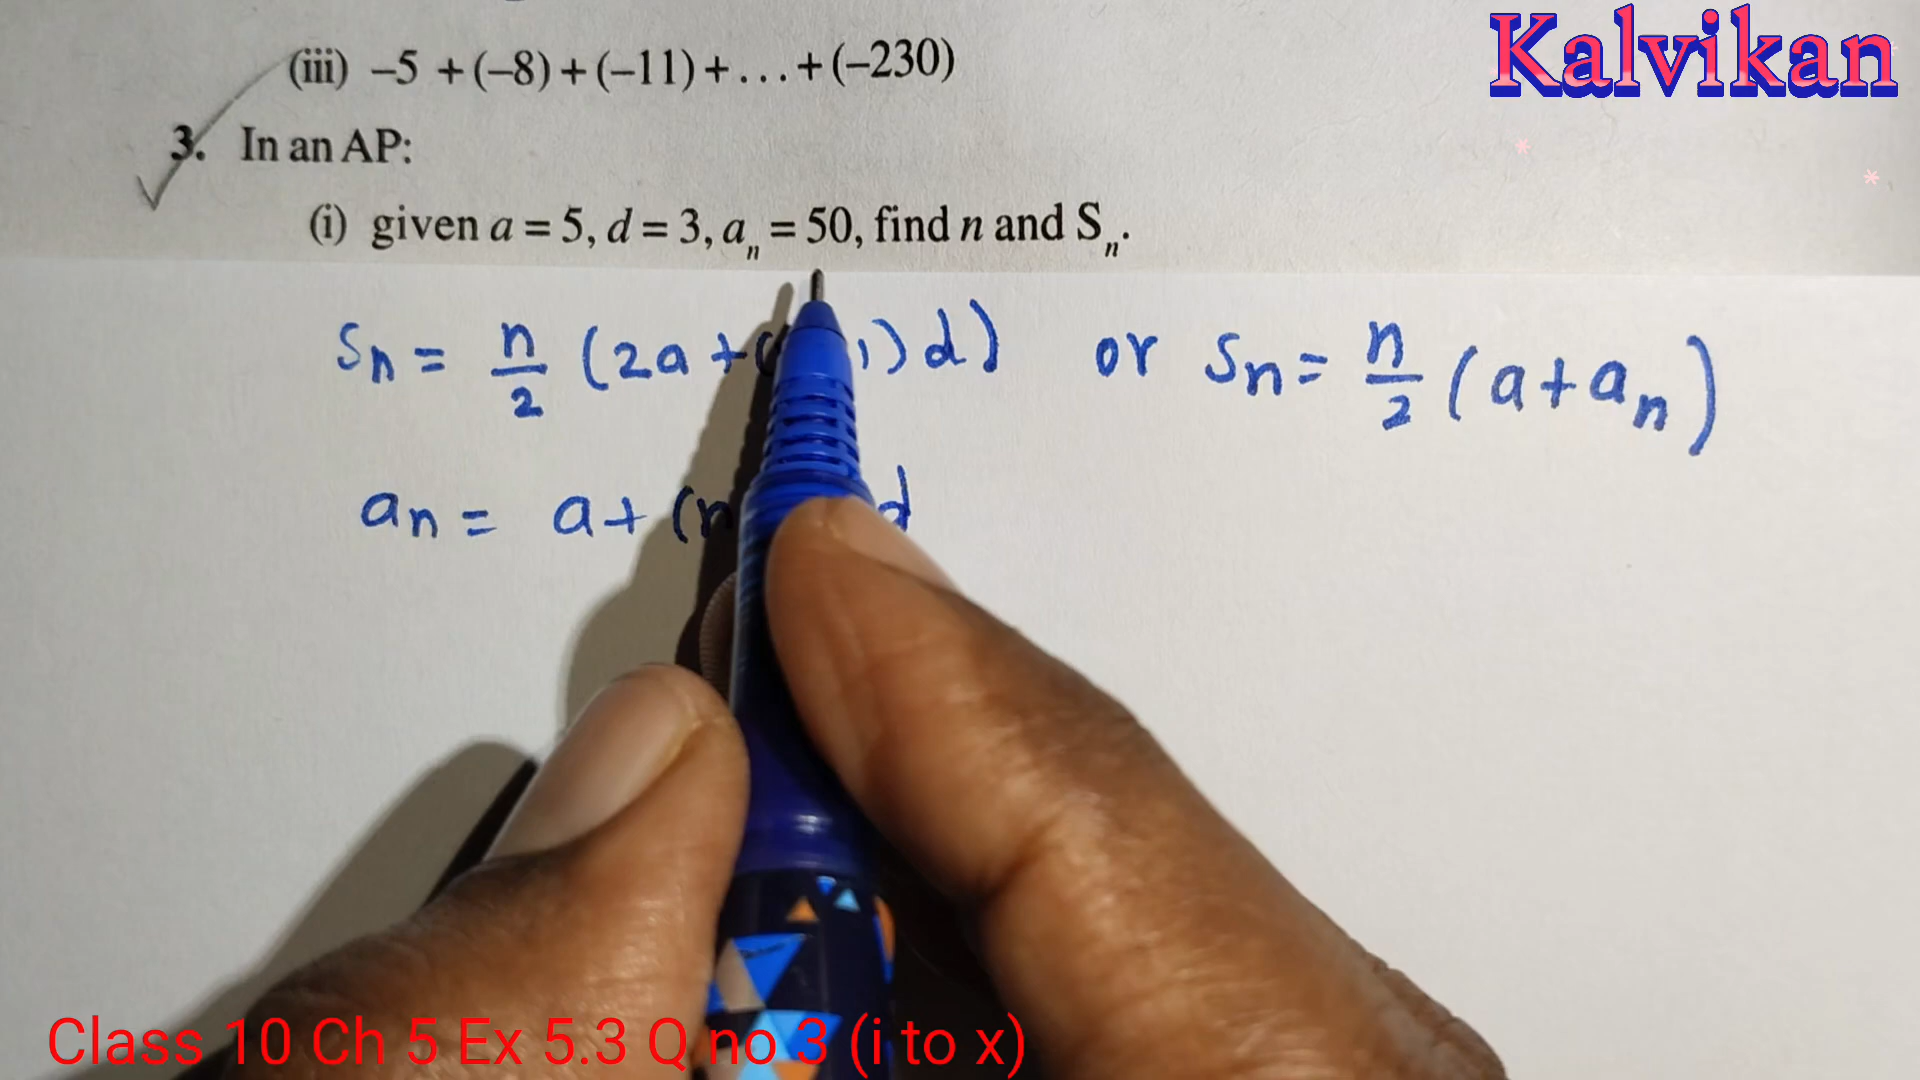 Kalvikan
(iii) –5 + (–8) + (–11) + . . . + (–230)
3. In an AP:
(i) given a = 5, d = 3, aₙ = 50, find n and Sₙ.
Sn = n/2 (2a + ( 1) d) or Sn = n/2 (a + an)
an = a + (n d
Class 10 Ch 5 Ex 5.3 Q no 3 (i to x)